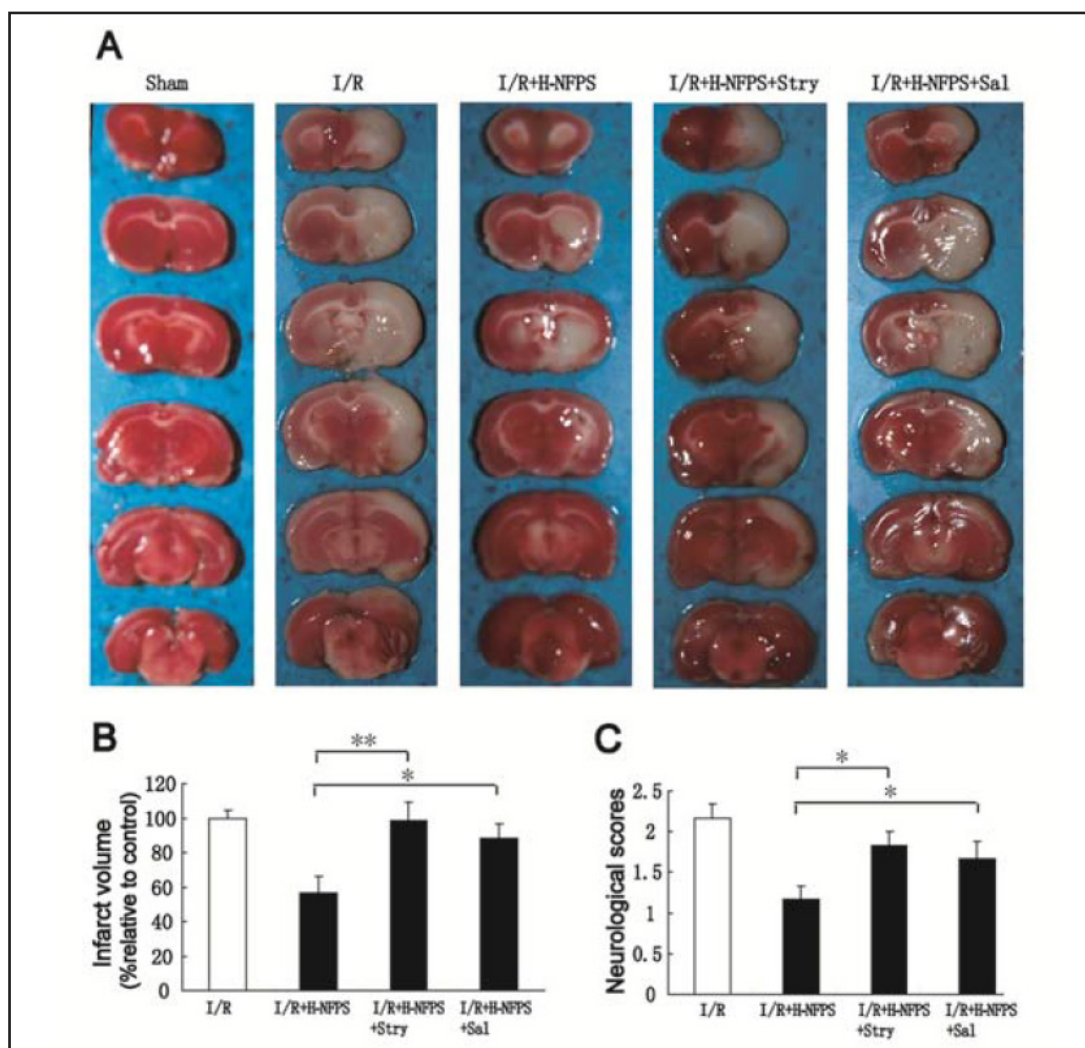 A
Sham I/R I/R+H-NFPS I/R+H-NFPS+Stry I/R+H-NFPS+Sal
B
Infarct volume
(%relative to control)
120
100
80
60
40
20
0
**
*
I/R I/R+H-NFPS I/R+H-NFPS I/R+H-NFPS
+Stry +Sal
C
Neurological scores
2.5
2
1.5
1
0.5
0
*
*
I/R I/R+H-NFPS I/R+H-NFPS I/R+H-NFPS
+Stry +Sal